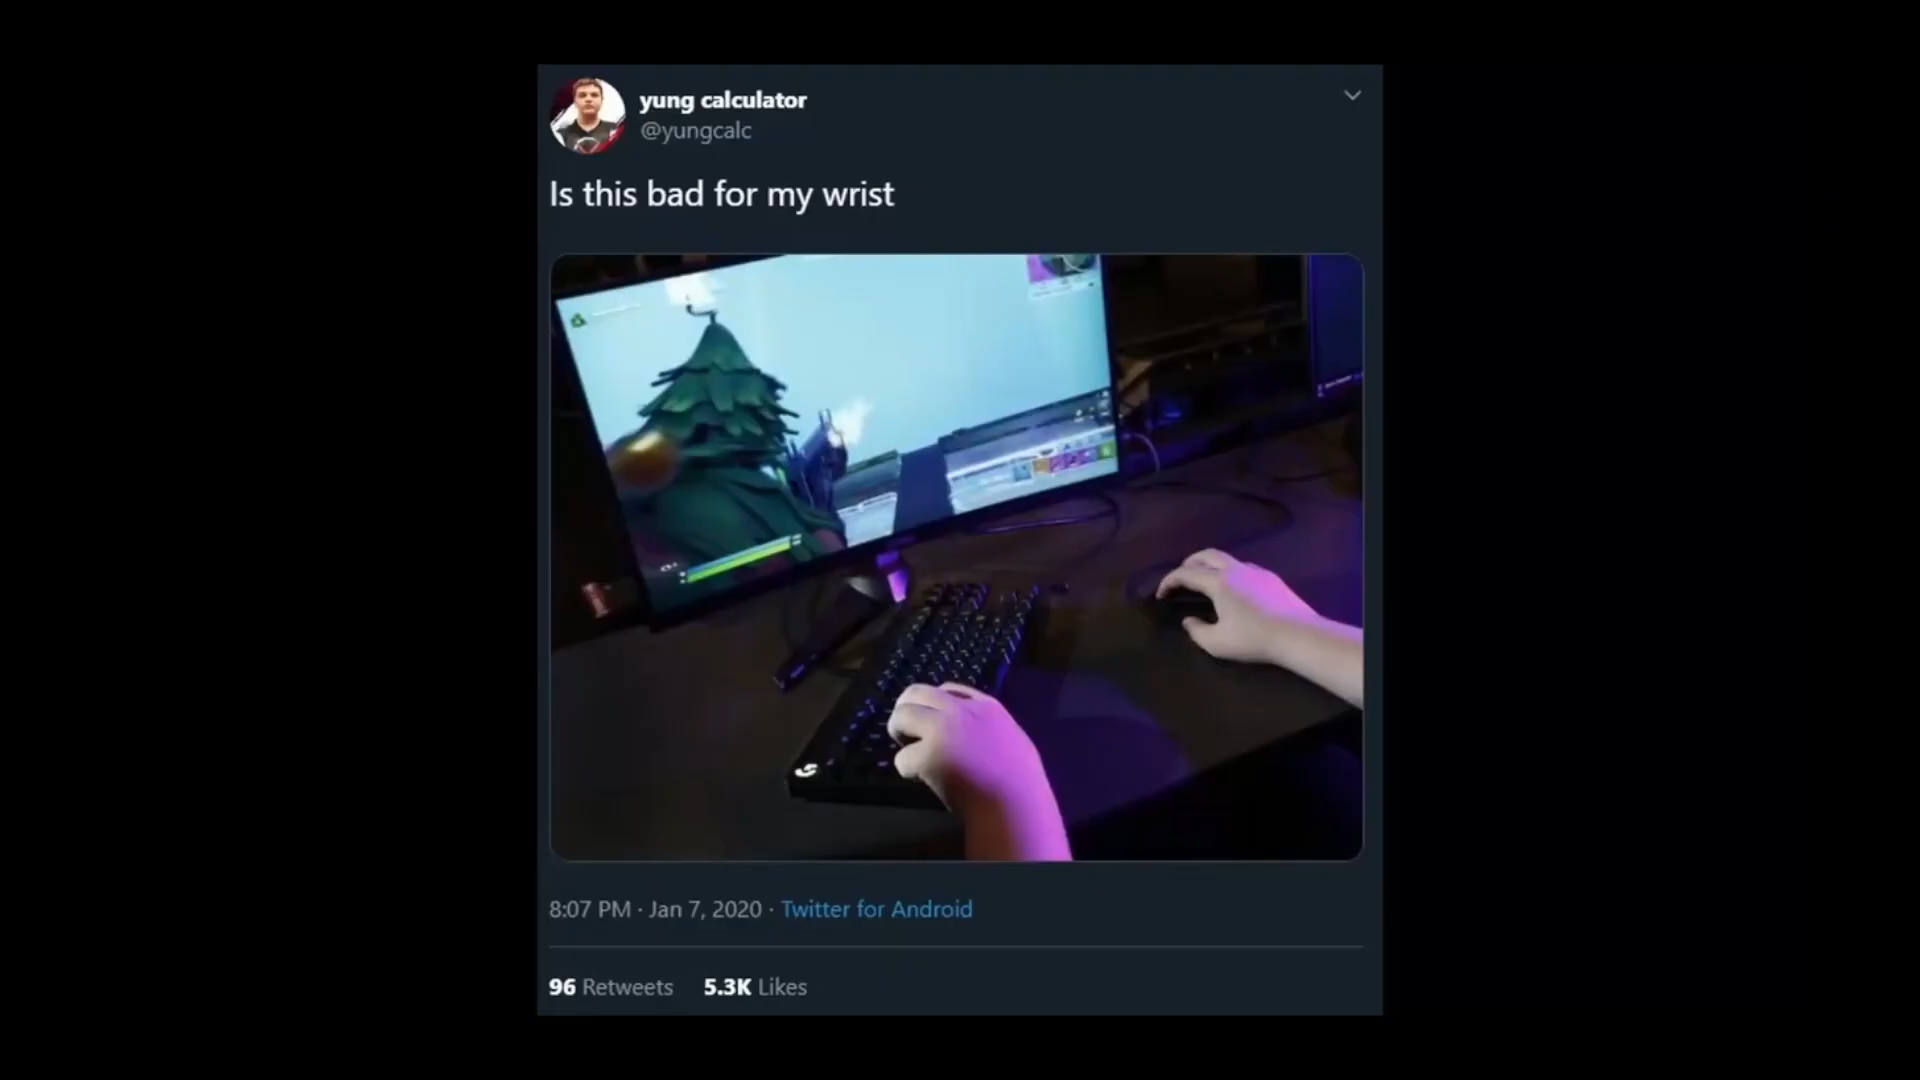 yung calculator
@yungcalc
Is this bad for my wrist
8:07 PM · Jan 7, 2020 · Twitter for Android
96 Retweets 5.3K Likes